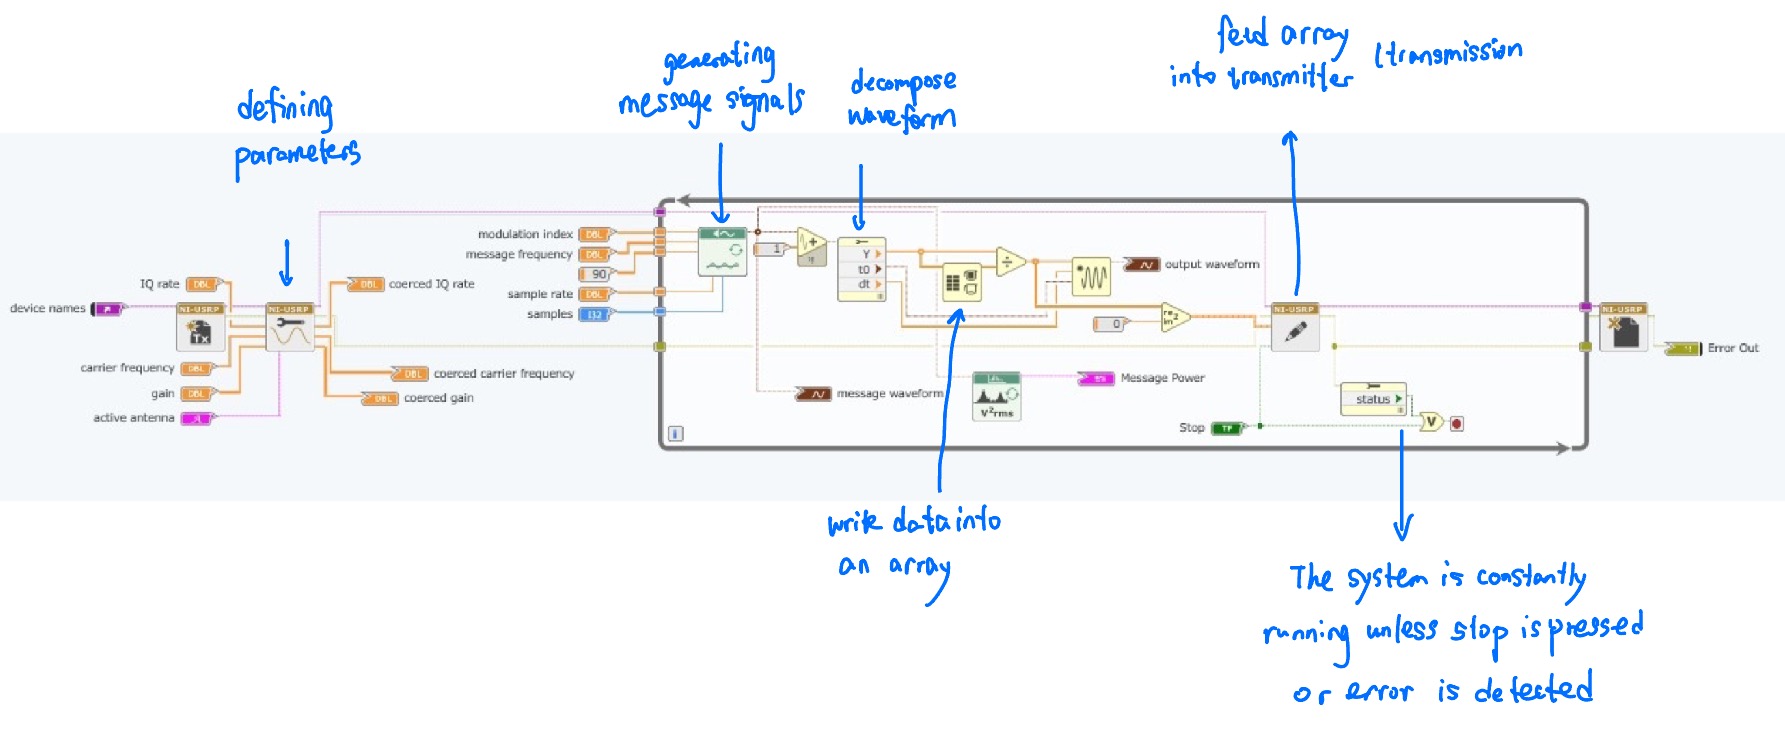 feed array
into transmitter
(transmission
generating
message signals
decompose
waveform
defining
parameters
modulation index
DBL
message frequency
DBL
90
sample rate
DBL
samples
I32
1
Y
t0
dt
output waveform
0
re
im
IQ rate
DBL
DBL
coerced IQ rate
device names
NI-USRP
Tx
NI-USRP
carrier frequency
DBL
gain
DBL
active antenna
DBL
coerced carrier frequency
DBL
coerced gain
message waveform
V²rms
Message Power
NI-USRP
NI-USRP
Error Out
status
Stop
TF
V
i
write data into
an array
The system is constantly
running unless stop is pressed
or error is detected